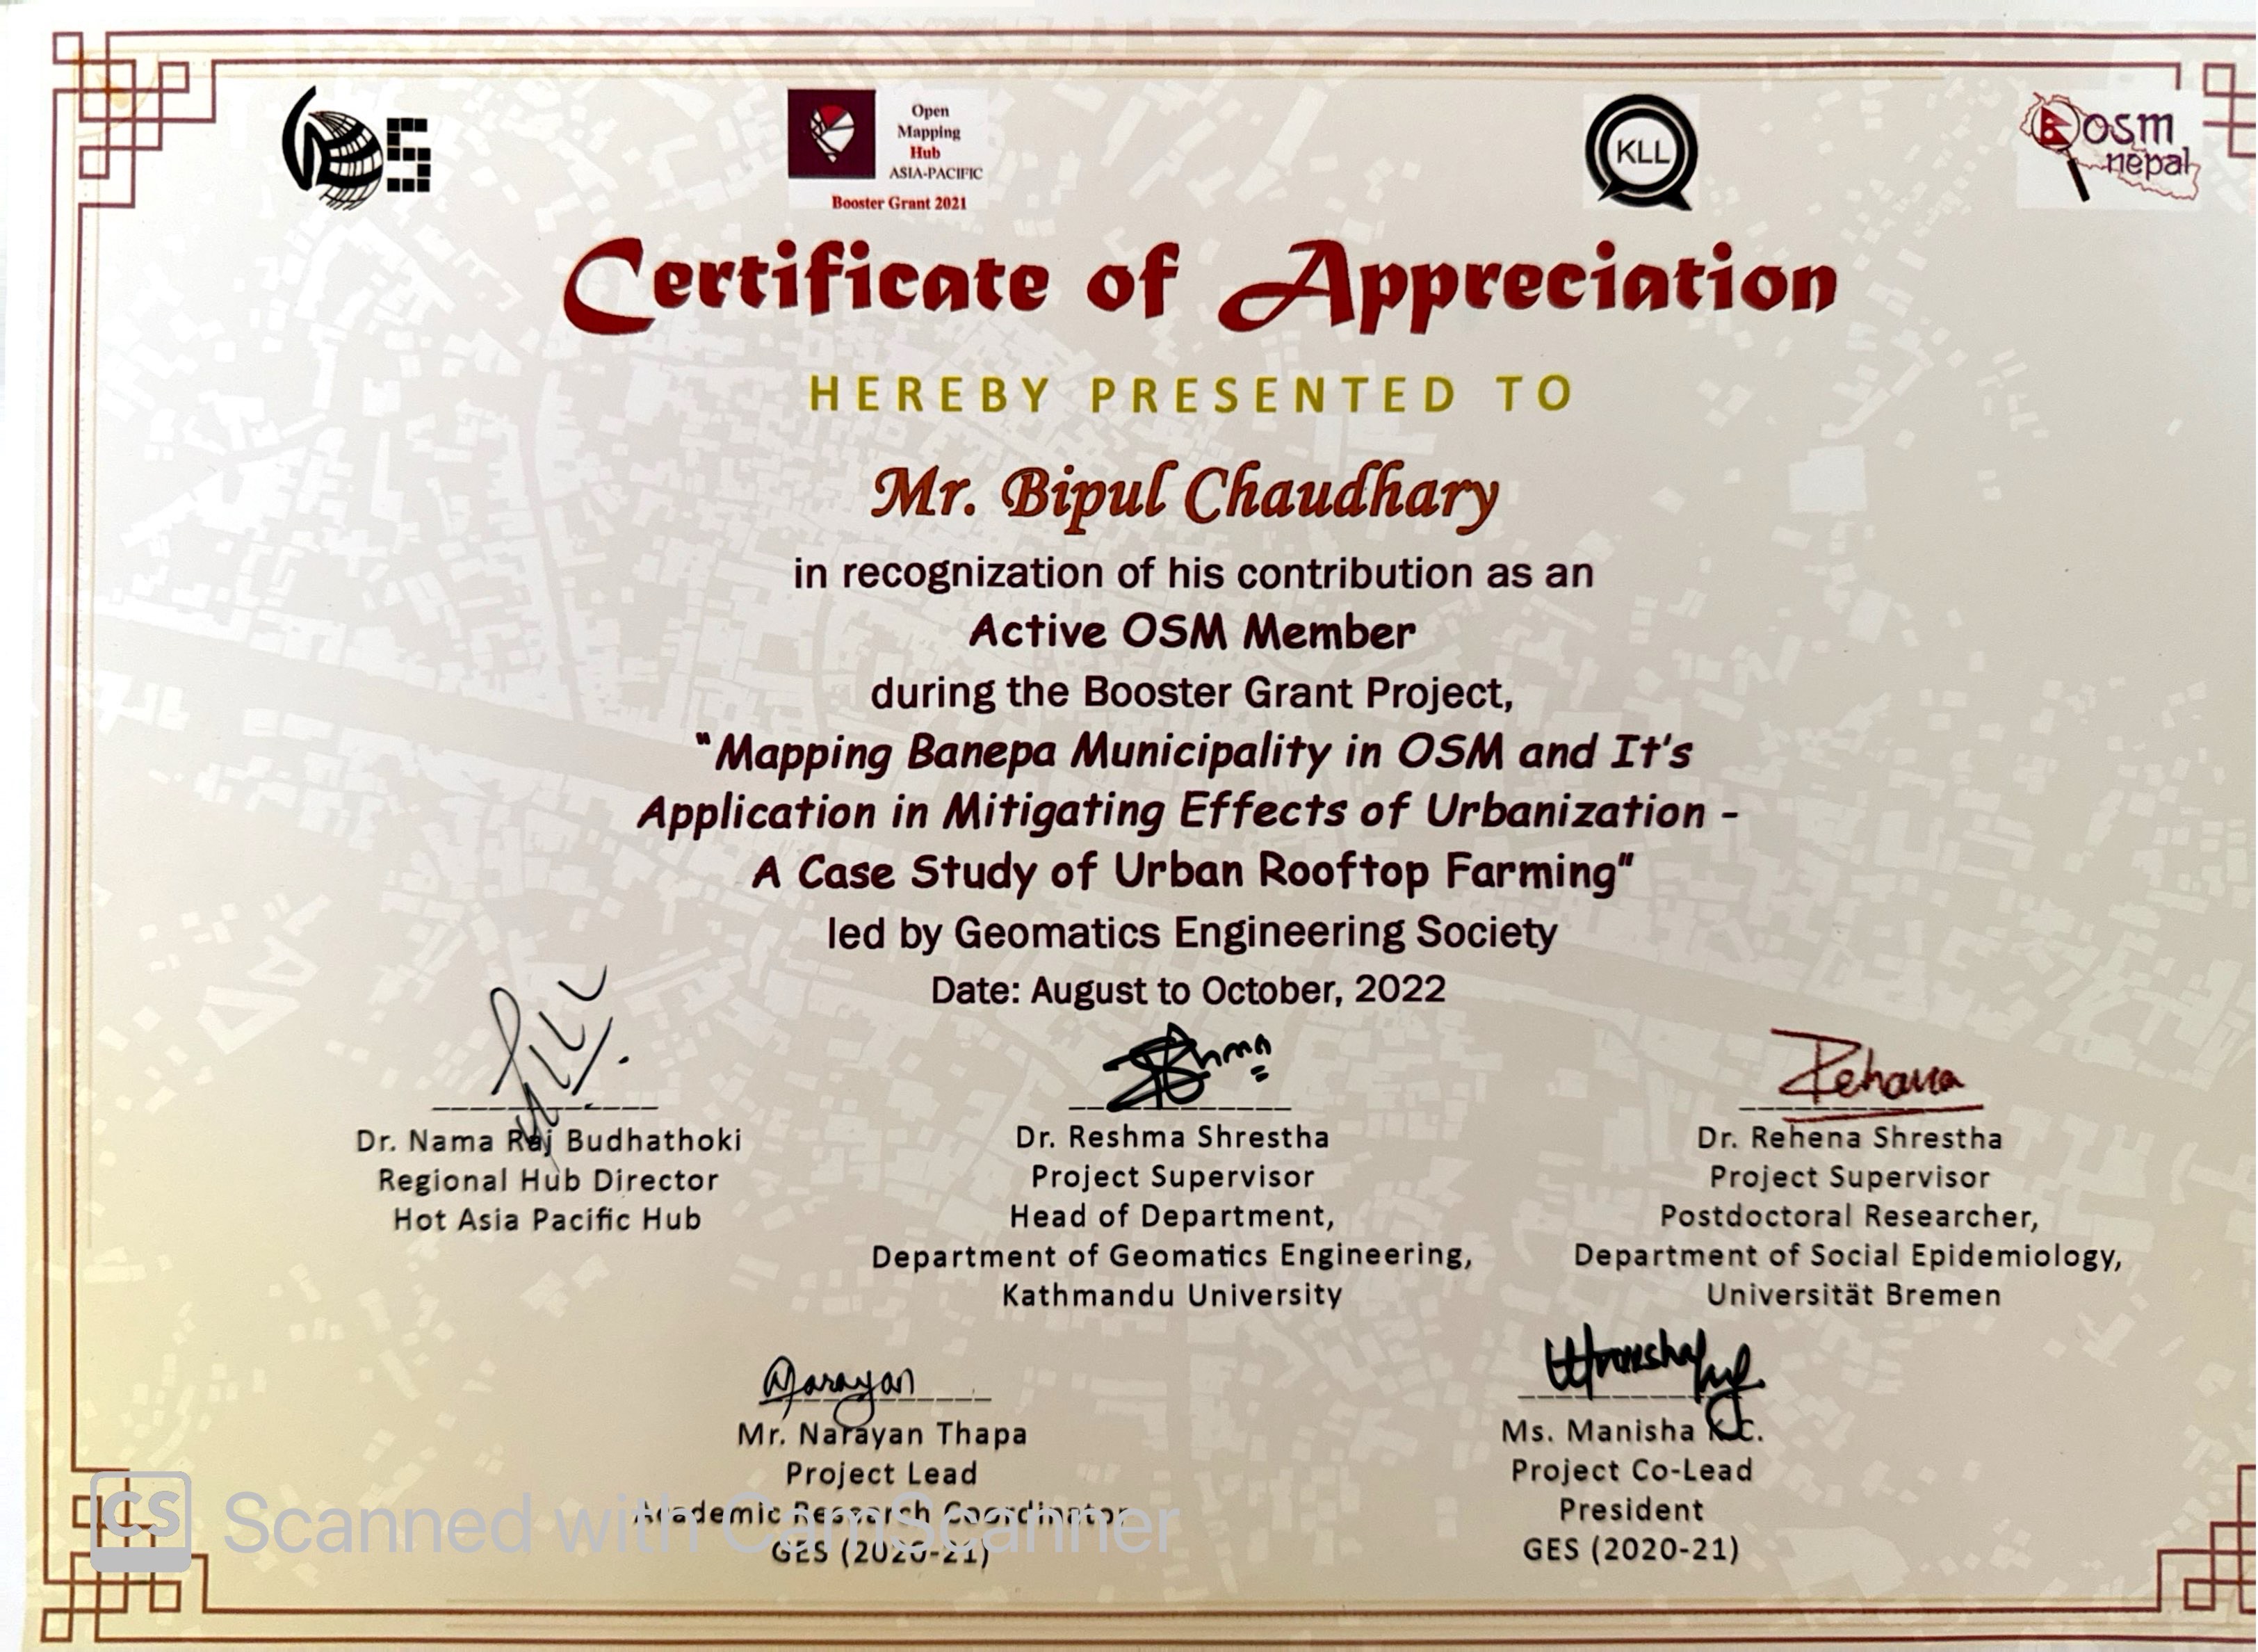 Open
Mapping
Hub
ASIA-PACIFIC
Booster Grant 2021
KLL
osm
nepal
Certificate of Appreciation
HEREBY PRESENTED TO
Mr. Bipul Chaudhary
in recognization of his contribution as an
Active OSM Member
during the Booster Grant Project,
"Mapping Banepa Municipality in OSM and It's
Application in Mitigating Effects of Urbanization -
A Case Study of Urban Rooftop Farming"
led by Geomatics Engineering Society
Date: August to October, 2022
Dr. Nama Raj Budhathoki
Regional Hub Director
Hot Asia Pacific Hub
Dr. Reshma Shrestha
Project Supervisor
Head of Department,
Department of Geomatics Engineering,
Kathmandu University
Rehana
Dr. Rehena Shrestha
Project Supervisor
Postdoctoral Researcher,
Department of Social Epidemiology,
Universität Bremen
Narayan
Mr. Narayan Thapa
Project Lead
Academic Research Coordinator
GES (2020-21)
Ms. Manisha K.C.
Project Co-Lead
President
GES (2020-21)
CS Scanned with CamScanner